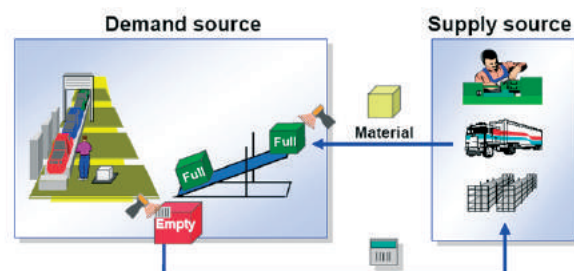 Demand source
Supply source
Full
Material
Full
Empty